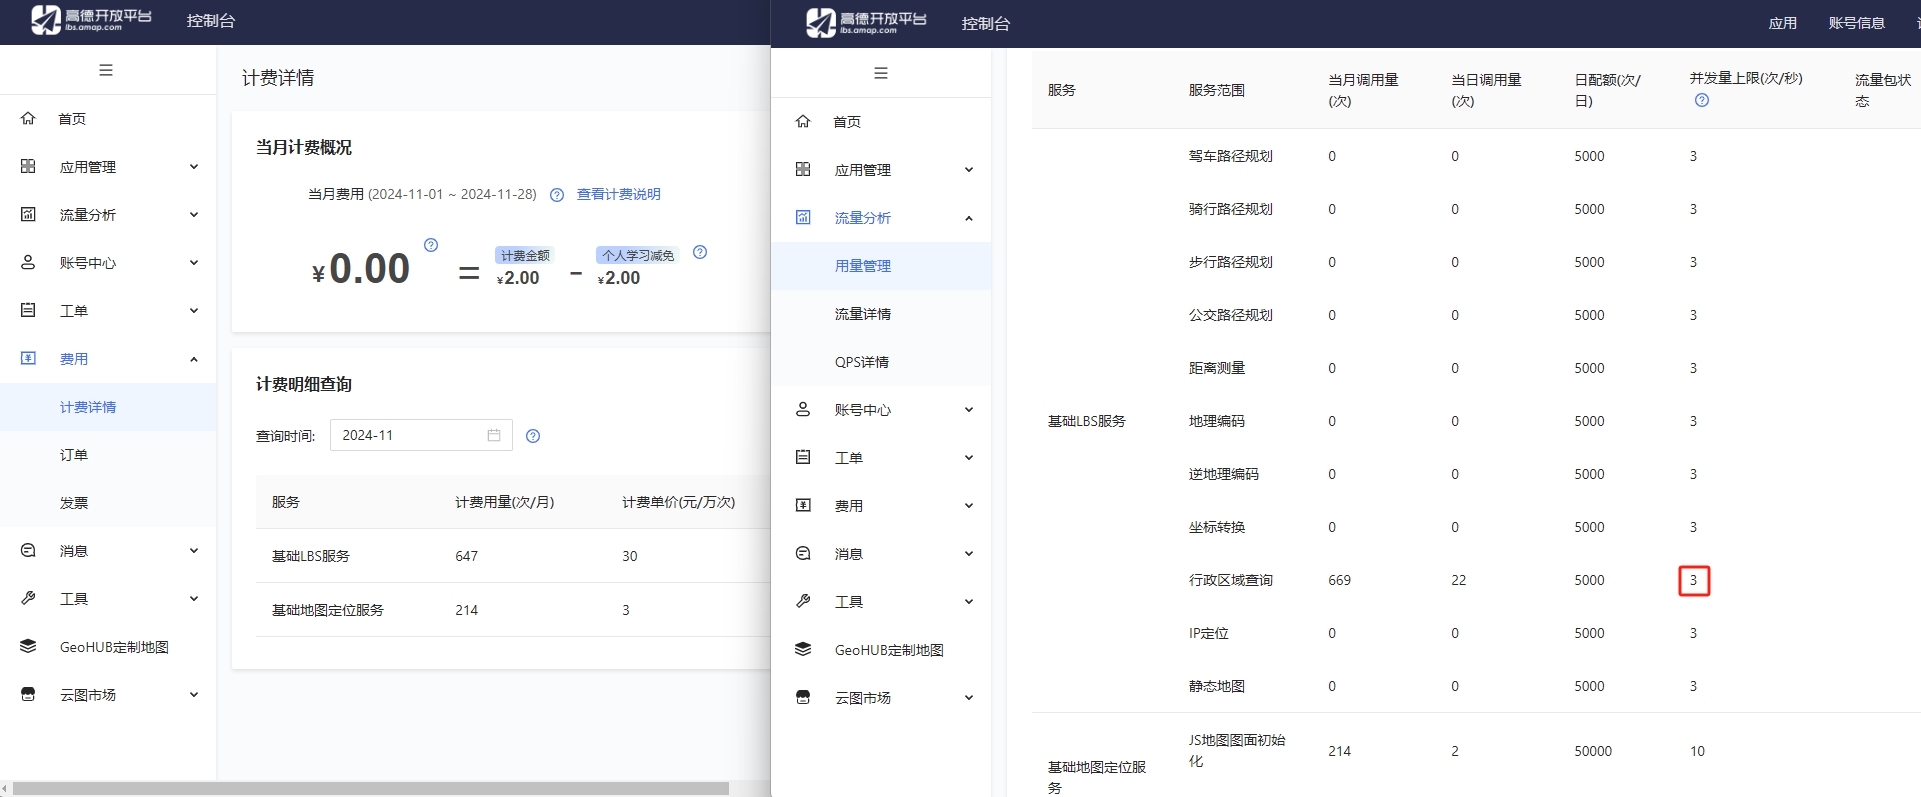 高德开放平台
lbs.amap.com
控制台
首页
应用管理
流量分析
账号中心
工单
费用
计费详情
订单
发票
消息
工具
GeoHUB定制地图
云图市场
计费详情
当月计费概况
当月费用 (2024-11-01 ~ 2024-11-28) 查看计费说明
¥0.00 = 计费金额 ¥2.00 - 个人学习减免 ¥2.00
计费明细查询
查询时间: 2024-11
服务 计费用量(次/月) 计费单价(元/万次)
基础LBS服务 647 30
基础地图定位服务 214 3
高德开放平台
lbs.amap.com
控制台
应用 账号信息
首页
应用管理
流量分析
用量管理
流量详情
QPS详情
账号中心
工单
费用
消息
工具
GeoHUB定制地图
云图市场
服务 服务范围 当月调用量(次) 当日调用量(次) 日配额(次/日) 并发量上限(次/秒) 流量包状态
基础LBS服务
驾车路径规划 0 0 5000 3
骑行路径规划 0 0 5000 3
步行路径规划 0 0 5000 3
公交路径规划 0 0 5000 3
距离测量 0 0 5000 3
地理编码 0 0 5000 3
逆地理编码 0 0 5000 3
坐标转换 0 0 5000 3
行政区域查询 669 22 5000 3
IP定位 0 0 5000 3
静态地图 0 0 5000 3
基础地图定位服务
JS地图图面初始化 214 2 50000 10